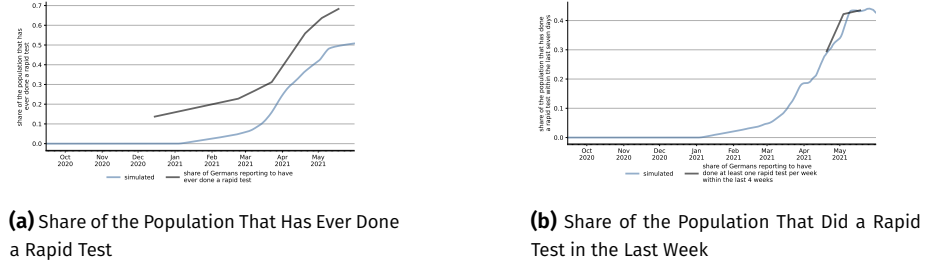 share of the population that has
ever done a rapid test
0.7
0.6
0.5
0.4
0.3
0.2
0.1
0.0
Oct
2020
Nov
2020
Dec
2020
Jan
2021
Feb
2021
Mar
2021
Apr
2021
May
2021
simulated
share of Germans reporting to have
ever done a rapid test
(a) Share of the Population That Has Ever Done
a Rapid Test
share of the population that has done
a rapid test within the last seven days
0.4
0.3
0.2
0.1
0.0
Oct
2020
Nov
2020
Dec
2020
Jan
2021
Feb
2021
Mar
2021
Apr
2021
May
2021
simulated
share of Germans reporting to have
done at least one rapid test per week
within the last 4 weeks
(b) Share of the Population That Did a Rapid
Test in the Last Week